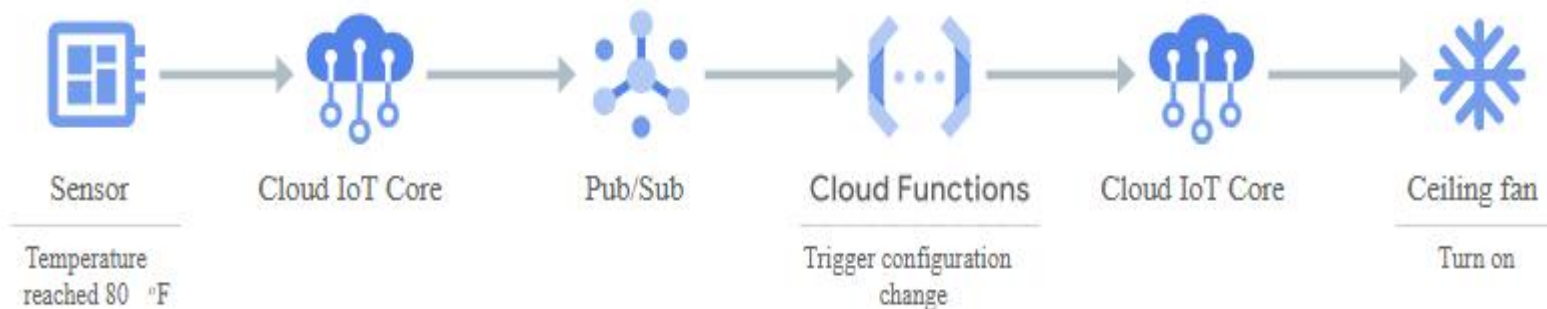 Sensor
Cloud IoT Core
Pub/Sub
Cloud Functions
Cloud IoT Core
Ceiling fan
Temperature
reached 80 °F
Trigger configuration
change
Turn on